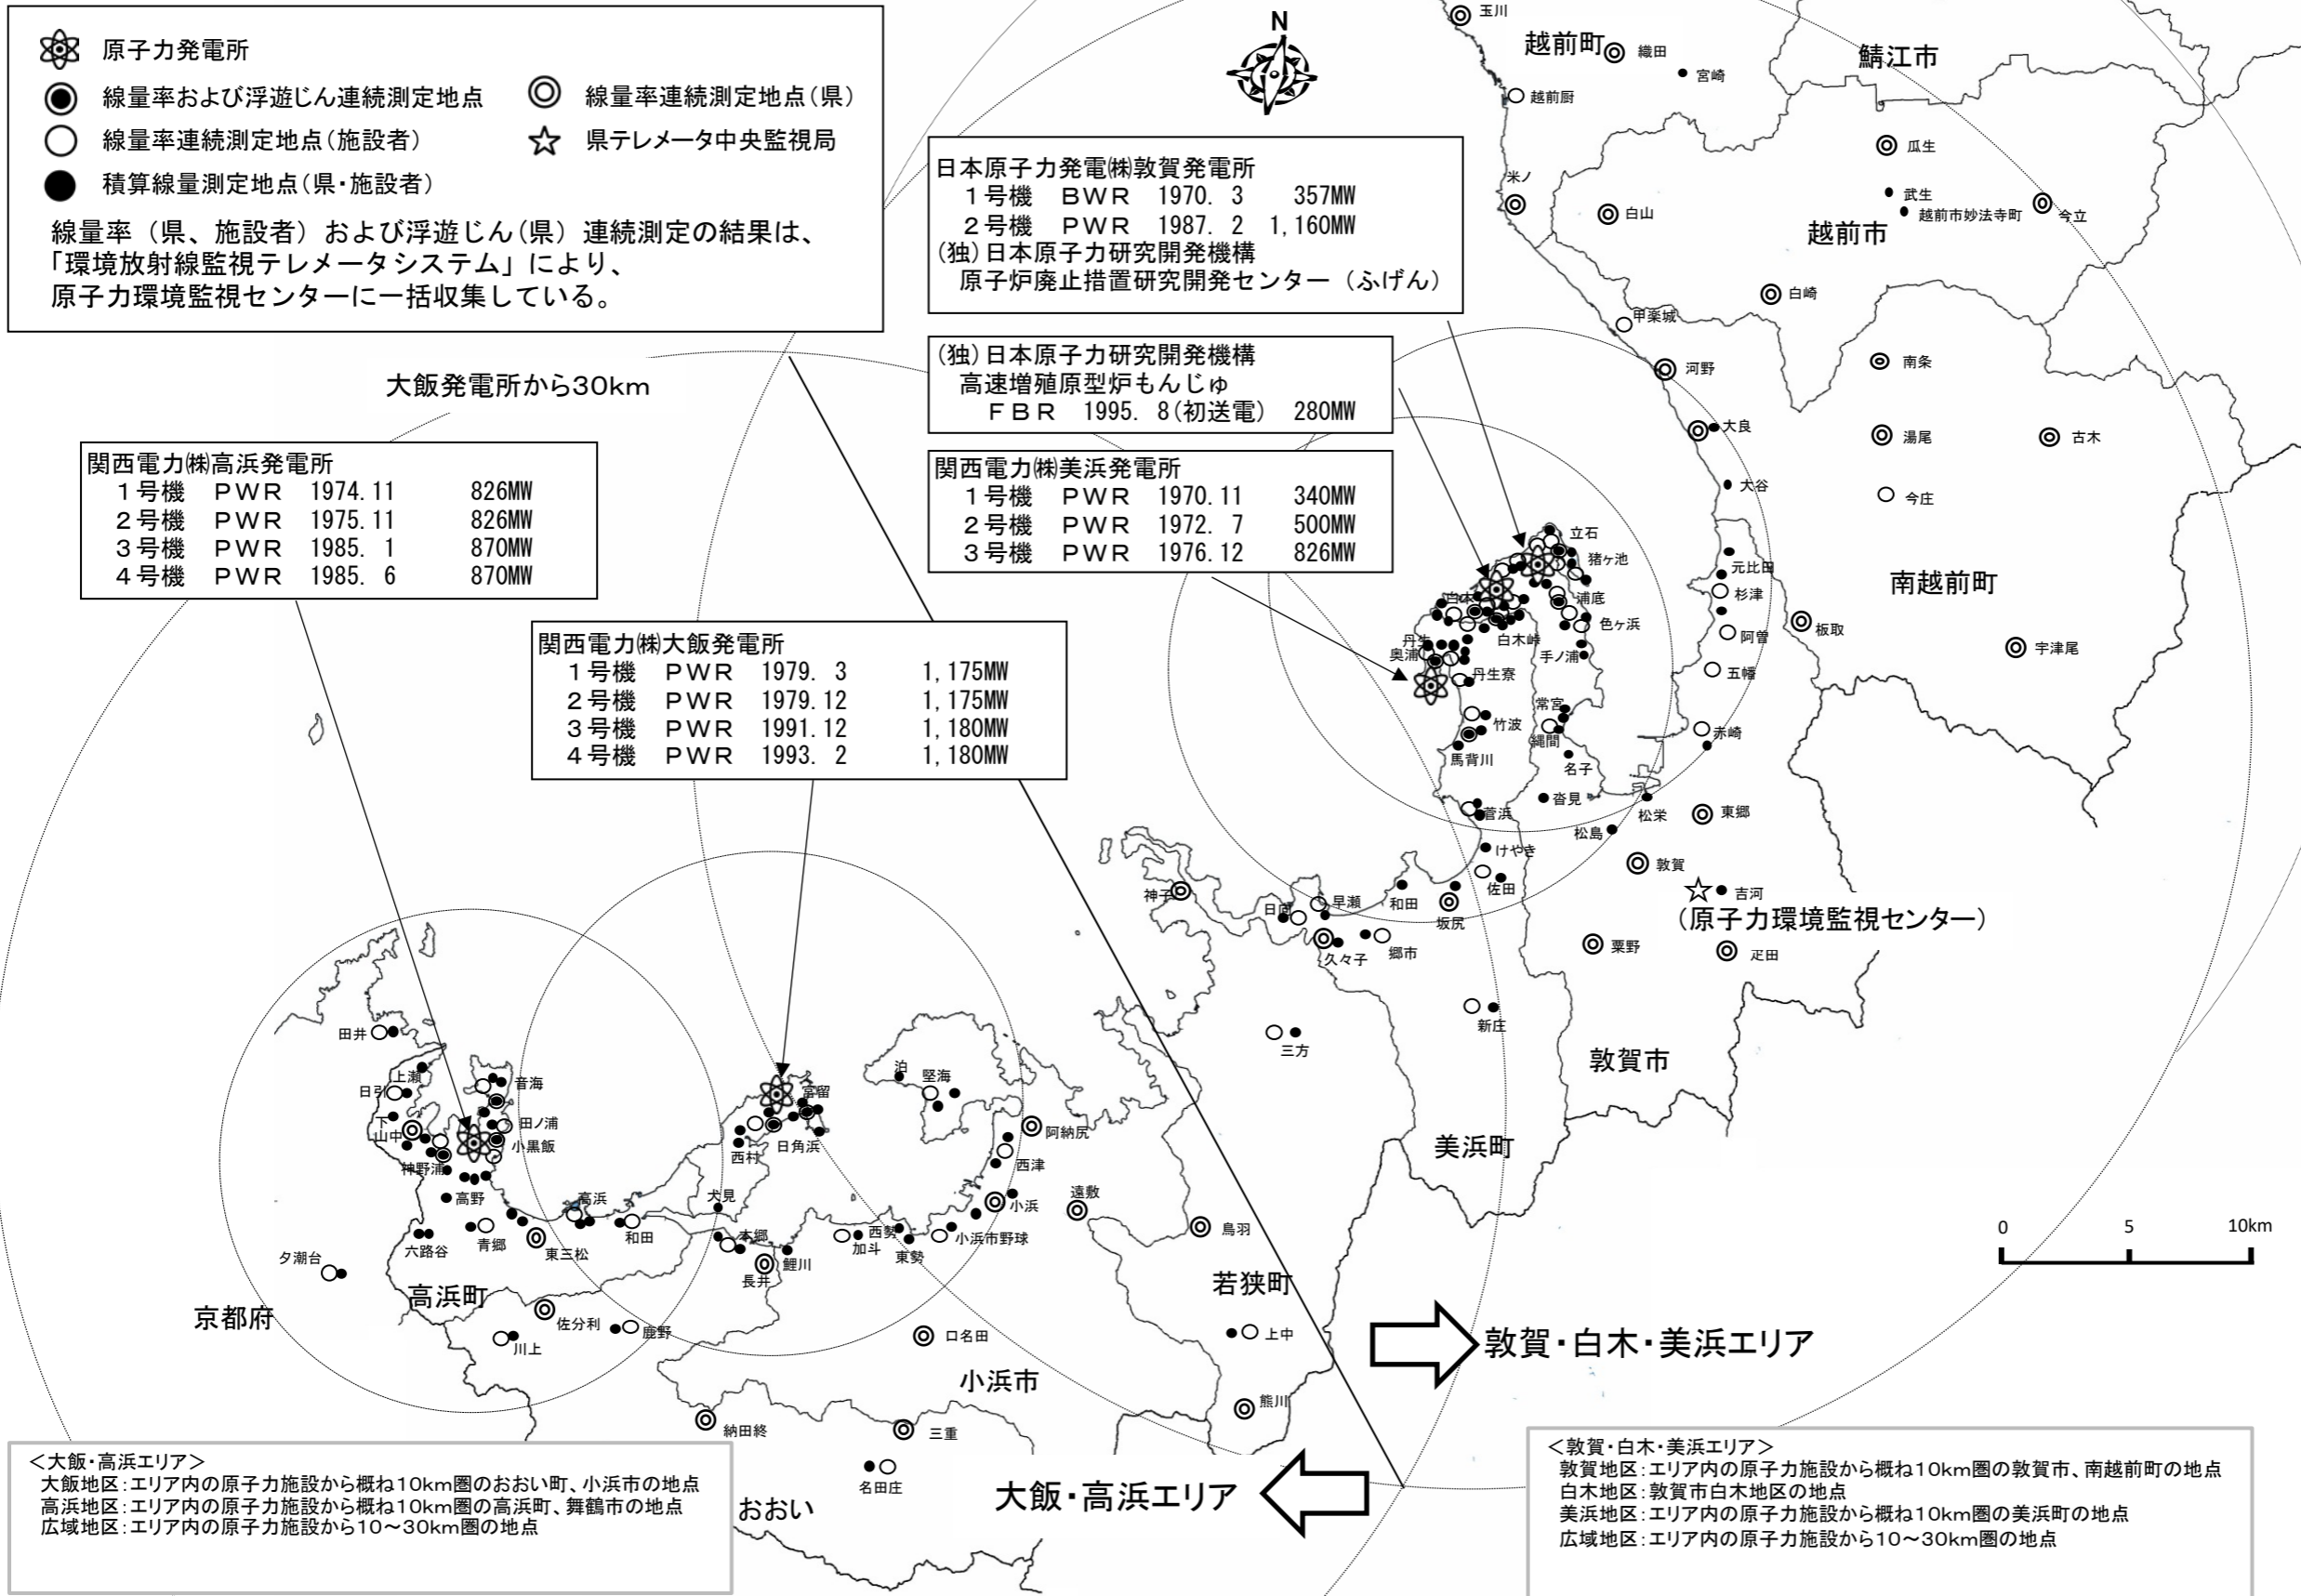 原子力発電所
線量率および浮遊じん連続測定地点
線量率連続測定地点(県)
線量率連続測定地点(施設者)
県テレメータ中央監視局
積算線量測定地点(県・施設者)
線量率(県、施設者)および浮遊じん(県)連続測定の結果は、
「環境放射線監視テレメータシステム」により、
原子力環境監視センターに一括収集している。
N
日本原子力発電㈱敦賀発電所
1号機 BWR 1970. 3 357MW
2号機 PWR 1987. 2 1,160MW
(独)日本原子力研究開発機構
原子炉廃止措置研究開発センター(ふげん)
(独)日本原子力研究開発機構
高速増殖原型炉もんじゅ
FBR 1995. 8(初送電) 280MW
関西電力㈱美浜発電所
1号機 PWR 1970.11 340MW
2号機 PWR 1972. 7 500MW
3号機 PWR 1976.12 826MW
大飯発電所から30km
関西電力㈱高浜発電所
1号機 PWR 1974.11 826MW
2号機 PWR 1975.11 826MW
3号機 PWR 1985. 1 870MW
4号機 PWR 1985. 6 870MW
関西電力㈱大飯発電所
1号機 PWR 1979. 3 1,175MW
2号機 PWR 1979.12 1,175MW
3号機 PWR 1991.12 1,180MW
4号機 PWR 1993. 2 1,180MW
玉川
越前町
織田
宮崎
鯖江市
越前厨
瓜生
米ノ
武生
白山
越前市妙法寺町
今立
越前市
白崎
甲楽城
河野
南条
大良
湯尾
古木
大谷
今庄
立石
猪ヶ池
元比田
南越前町
杉津
浦底
白木
色ヶ浜
阿曽
板取
白木峠
丹生
奥浦
手ノ浦
宇津尾
丹生寮
五幡
常宮
竹波
縄間
赤崎
馬背川
名子
沓見
菅浜
松栄
東郷
松島
けやき
敦賀
佐田
吉河
(原子力環境監視センター)
神子
日向
早瀬
和田
坂尻
久々子
郷市
粟野
疋田
新庄
三方
敦賀市
美浜町
田井
上瀬
日引
音海
下
山中
田ノ浦
小黒飯
神野浦
高野
青郷
六路谷
東三松
高浜
和田
夕潮台
高浜町
京都府
佐分利
川上
鹿野
宮留
西村
日角浜
犬見
本郷
長井
鯉川
泊
堅海
阿納尻
西津
小浜
遠敷
鳥羽
加斗
西勢
東勢
小浜市野球
若狭町
口名田
上中
小浜市
熊川
納田終
三重
名田庄
おおい
0 5 10km
敦賀・白木・美浜エリア
大飯・高浜エリア
<大飯・高浜エリア>
大飯地区:エリア内の原子力施設から概ね10km圏のおおい町、小浜市の地点
高浜地区:エリア内の原子力施設から概ね10km圏の高浜町、舞鶴市の地点
広域地区:エリア内の原子力施設から10~30km圏の地点
<敦賀・白木・美浜エリア>
敦賀地区:エリア内の原子力施設から概ね10km圏の敦賀市、南越前町の地点
白木地区:敦賀市白木地区の地点
美浜地区:エリア内の原子力施設から概ね10km圏の美浜町の地点
広域地区:エリア内の原子力施設から10~30km圏の地点